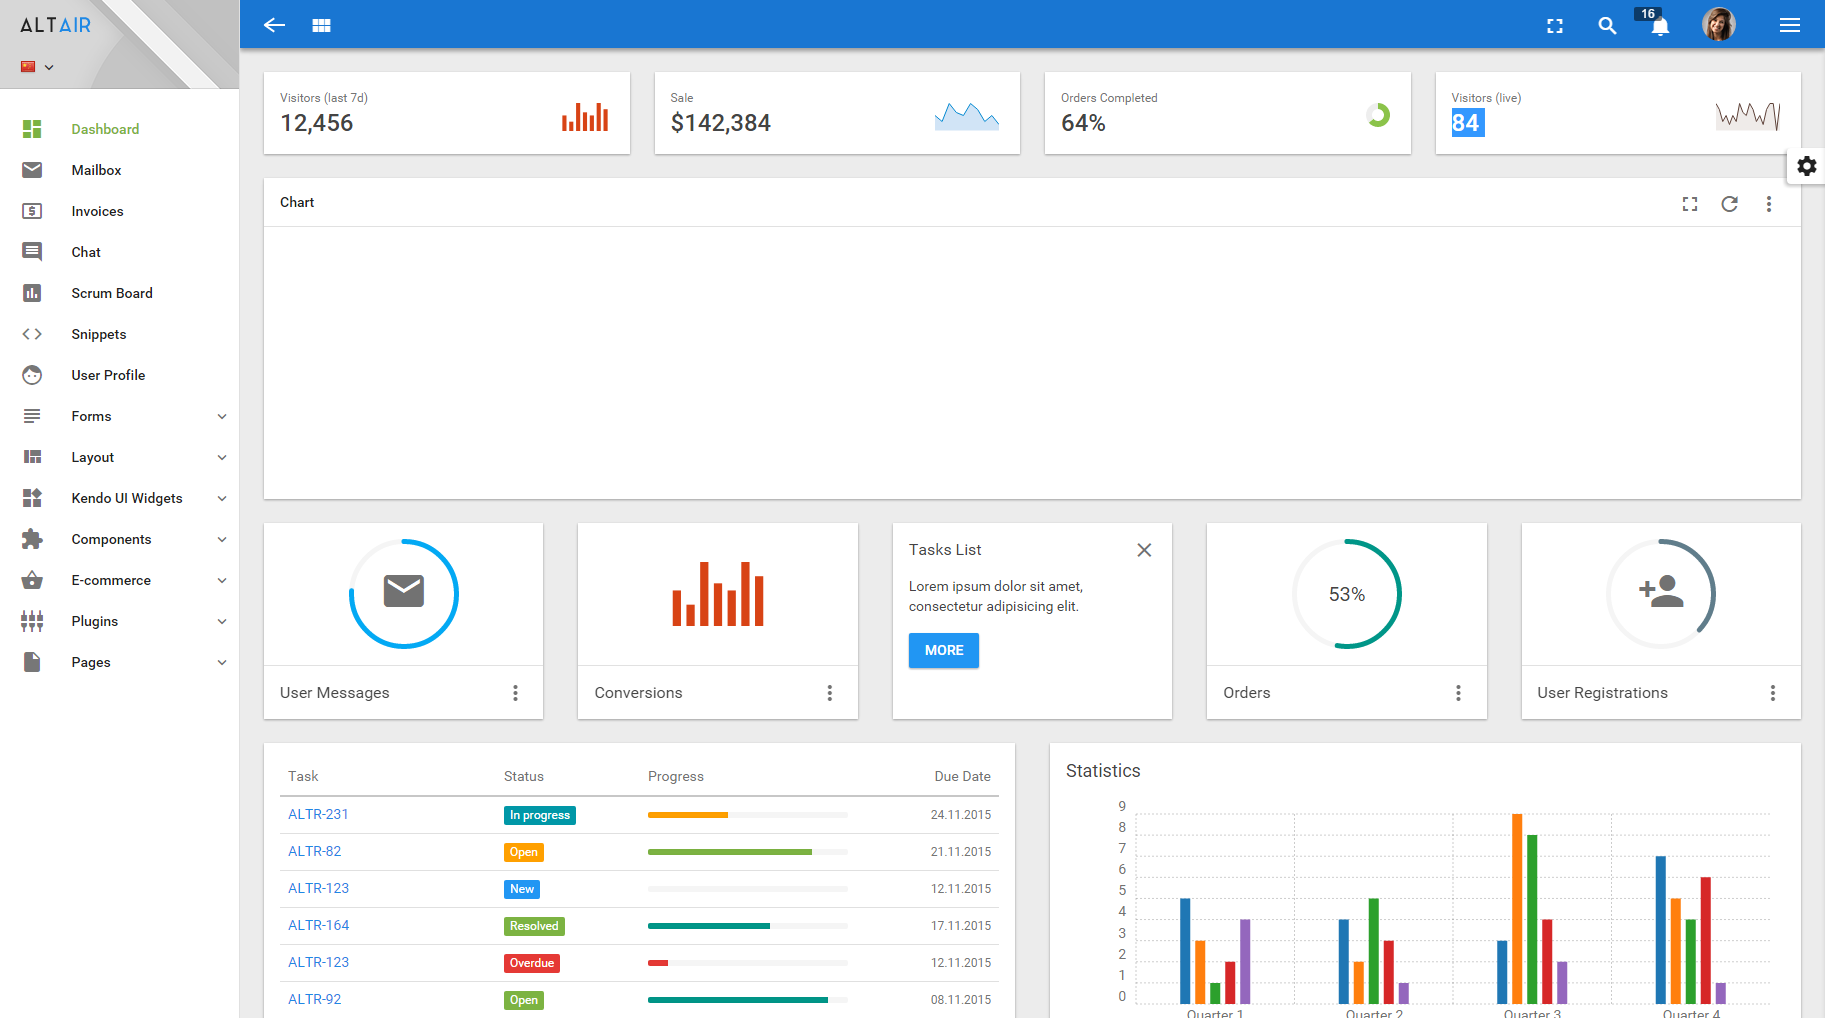 ALTAIR
16
Dashboard
Mailbox
Invoices
Chat
Scrum Board
Snippets
User Profile
Forms
Layout
Kendo UI Widgets
Components
E-commerce
Plugins
Pages
Visitors (last 7d)
12,456
Sale
$142,384
Orders Completed
64%
Visitors (live)
84
Chart
User Messages
Conversions
Tasks List
Lorem ipsum dolor sit amet,
consectetur adipisicing elit.
MORE
53%
Orders
User Registrations
Task Status Progress Due Date
ALTR-231 In progress 24.11.2015
ALTR-82 Open 21.11.2015
ALTR-123 New 12.11.2015
ALTR-164 Resolved 17.11.2015
ALTR-123 Overdue 12.11.2015
ALTR-92 Open 08.11.2015
Statistics
9
8
7
6
5
4
3
2
1
0
Quarter 1 Quarter 2 Quarter 3 Quarter 4